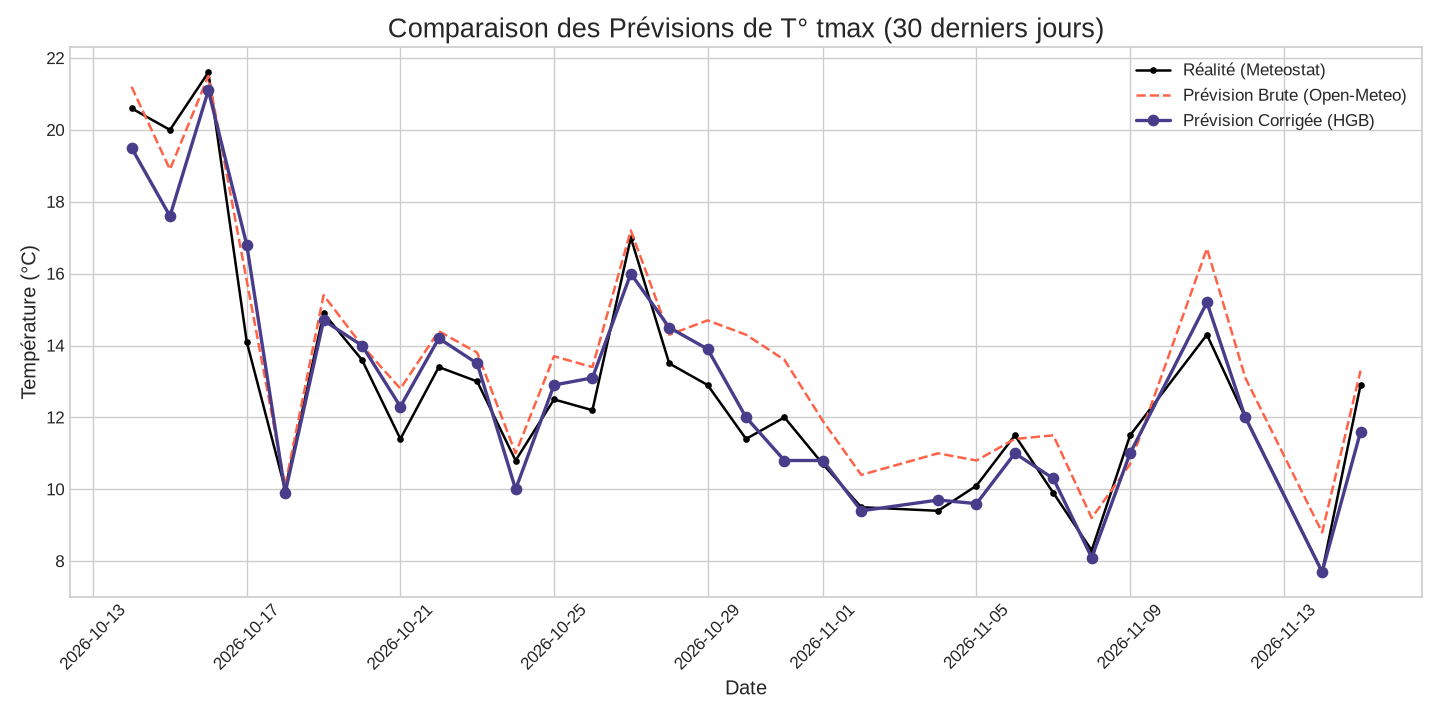 Comparaison des Prévisions de T° tmax (30 derniers jours)
Température (°C)
22
20
18
16
14
12
10
8
Réalité (Meteostat)
Prévision Brute (Open-Meteo)
Prévision Corrigée (HGB)
2026-10-13
2026-10-17
2026-10-21
2026-10-25
2026-10-29
2026-11-01
2026-11-05
2026-11-09
2026-11-13
Date